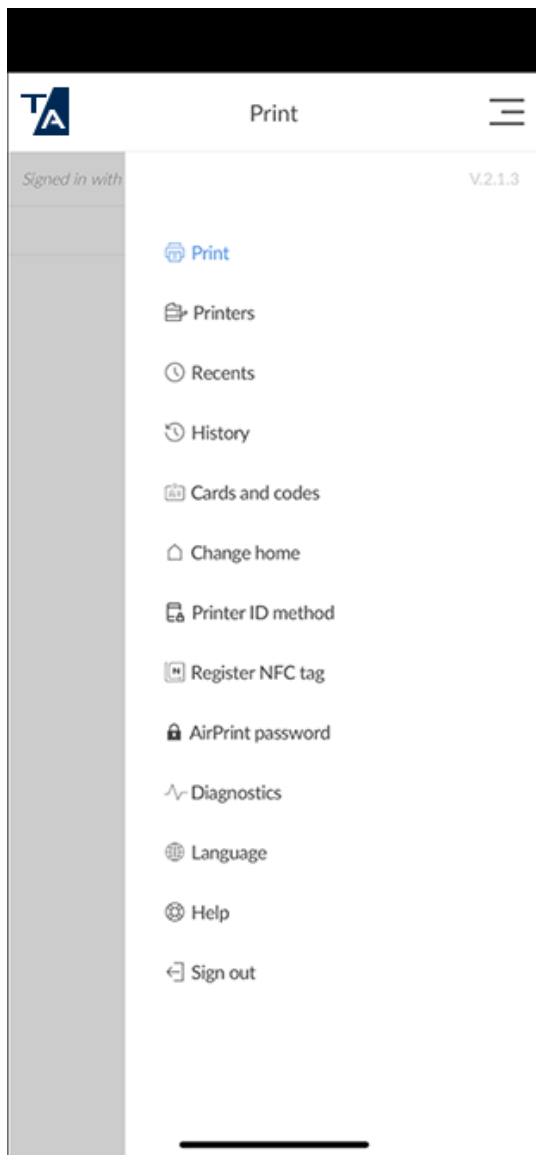 TA
Print
Signed in with
V.2.1.3
Print
Printers
Recents
History
Cards and codes
Change home
Printer ID method
N
Register NFC tag
AirPrint password
Diagnostics
Language
Help
Sign out